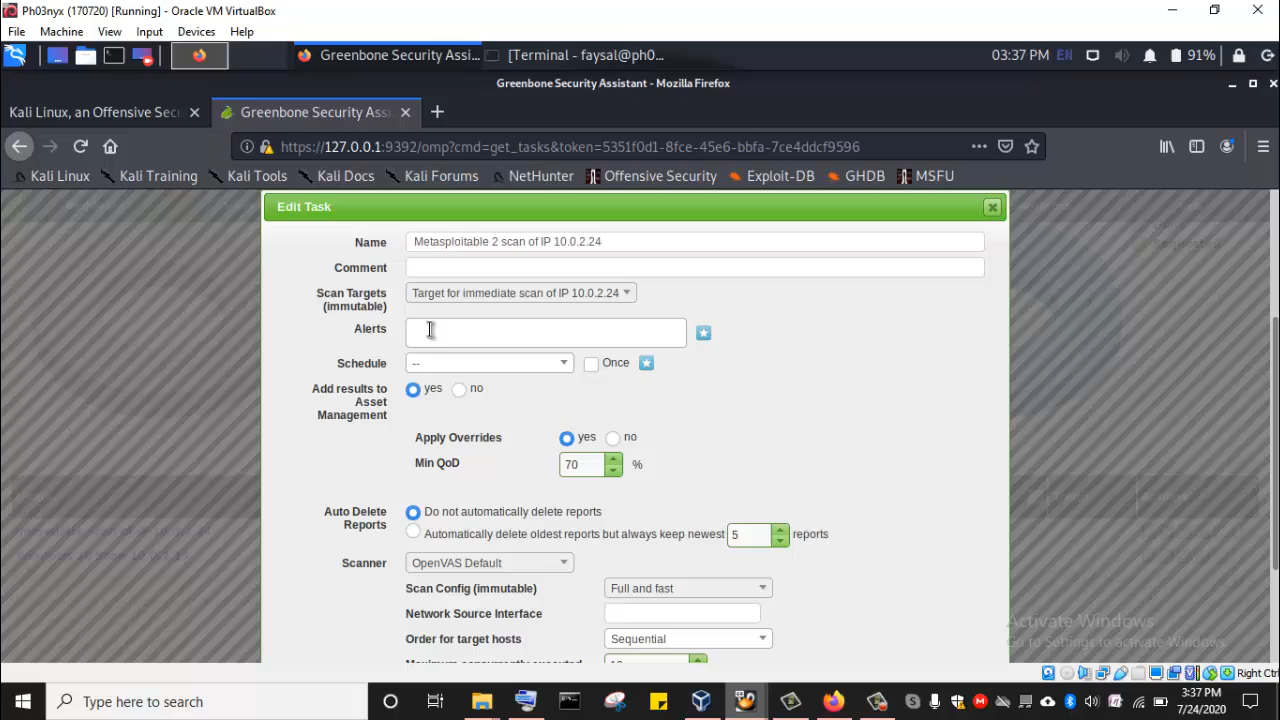 Ph03nyx (170720) [Running] - Oracle VM VirtualBox
File Machine View Input Devices Help
Greenbone Security Assi... [Terminal - faysal@ph0... 03:37 PM EN 91%
Greenbone Security Assistant - Mozilla Firefox
Kali Linux, an Offensive Sec Greenbone Security Assi
https://127.0.0.1:9392/omp?cmd=get_tasks&token=5351f0d1-8fce-45e6-bbfa-7ce4ddcf9596
Kali Linux Kali Training Kali Tools Kali Docs Kali Forums NetHunter Offensive Security Exploit-DB GHDB MSFU
Edit Task
Name Metasploitable 2 scan of IP 10.0.2.24
Comment
Scan Targets Target for immediate scan of IP 10.0.2.24
(immutable)
Alerts
Schedule -- Once
Add results to yes no
Asset
Management
Apply Overrides yes no
Min QoD 70 %
Auto Delete Do not automatically delete reports
Reports
Automatically delete oldest reports but always keep newest 5 reports
Scanner OpenVAS Default
Scan Config (immutable) Full and fast
Network Source Interface
Activate Windows
Order for target hosts Sequential
Go to Settings to activate Windows.
Right Ctrl
Type here to search
3:37 PM
7/24/2020